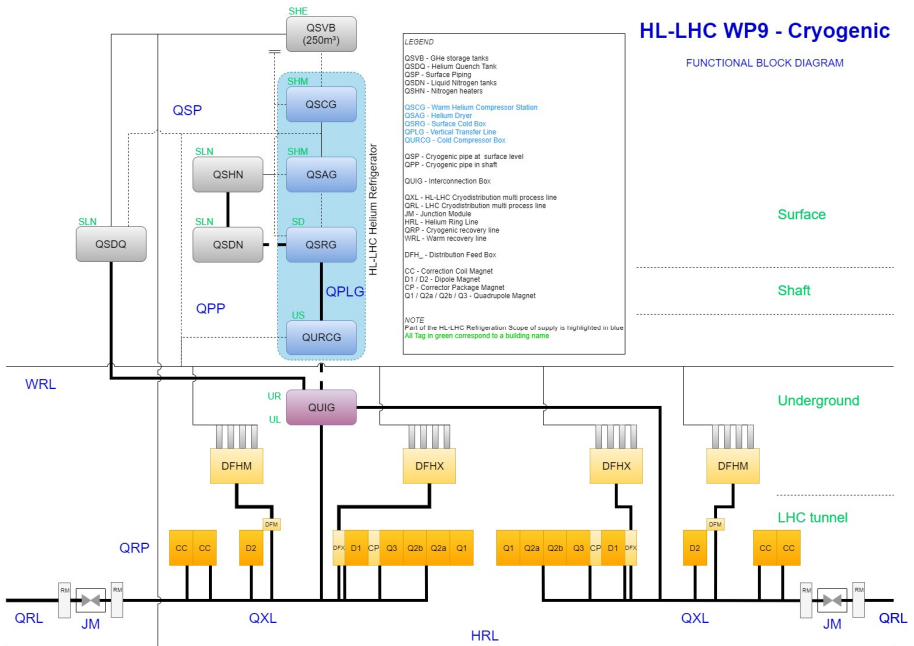 HL-LHC WP9 - Cryogenic
FUNCTIONAL BLOCK DIAGRAM
SHE
QSVB
(250m³)
SHM
QSCG
QSP
SLN
QSHN
SHM
QSAG
HL-LHC Helium Refrigerator
SLN
QSDQ
SLN
QSDN
SD
QSRG
QPP
QPLG
US
QURCG
LEGEND
QSVB - GHe storage tanks
QSDQ - Helium Quench Tank
QSP - Surface Piping
QSDN - Liquid Nitrogen tanks
QSHN - Nitrogen heaters
QSCG - Warm Helium Compressor Station
QSAG - Helium Dryer
QSRG - Surface Cold Box
QPLG - Vertical Transfer Line
QURCG - Cold Compressor Box
QSP - Cryogenic pipe at surface level
QPP - Cryogenic pipe in shaft
QUIG - Interconnection Box
QXL - HL-LHC Cryodistribution multi process line
QRL - LHC Cryodistribution multi process line
JM - Junction Module
HRL - Helium Ring Line
QRP - Cryogenic recovery line
WRL - Warm recovery line
DFH_ - Distribution Feed Box
CC - Correction Coil Magnet
D1 / D2 - Dipole Magnet
CP - Corrector Package Magnet
Q1 / Q2a / Q2b / Q3 - Quadrupole Magnet
NOTE
Part of the HL-LHC Refrigeration Scope of supply is highlighted in blue
All Tag in green correspond to a building name
Surface
Shaft
Underground
LHC tunnel
WRL
UR
UL
QUIG
DFHM
DFHX
DFHX
DFHM
QRP
CC
CC
D2
DFM
DFX
D1
CP
Q3
Q2b
Q2a
Q1
Q1
Q2a
Q2b
Q3
CP
D1
DFX
D2
DFM
CC
CC
RM
RM
RM
RM
QRL
JM
QXL
HRL
QXL
JM
QRL